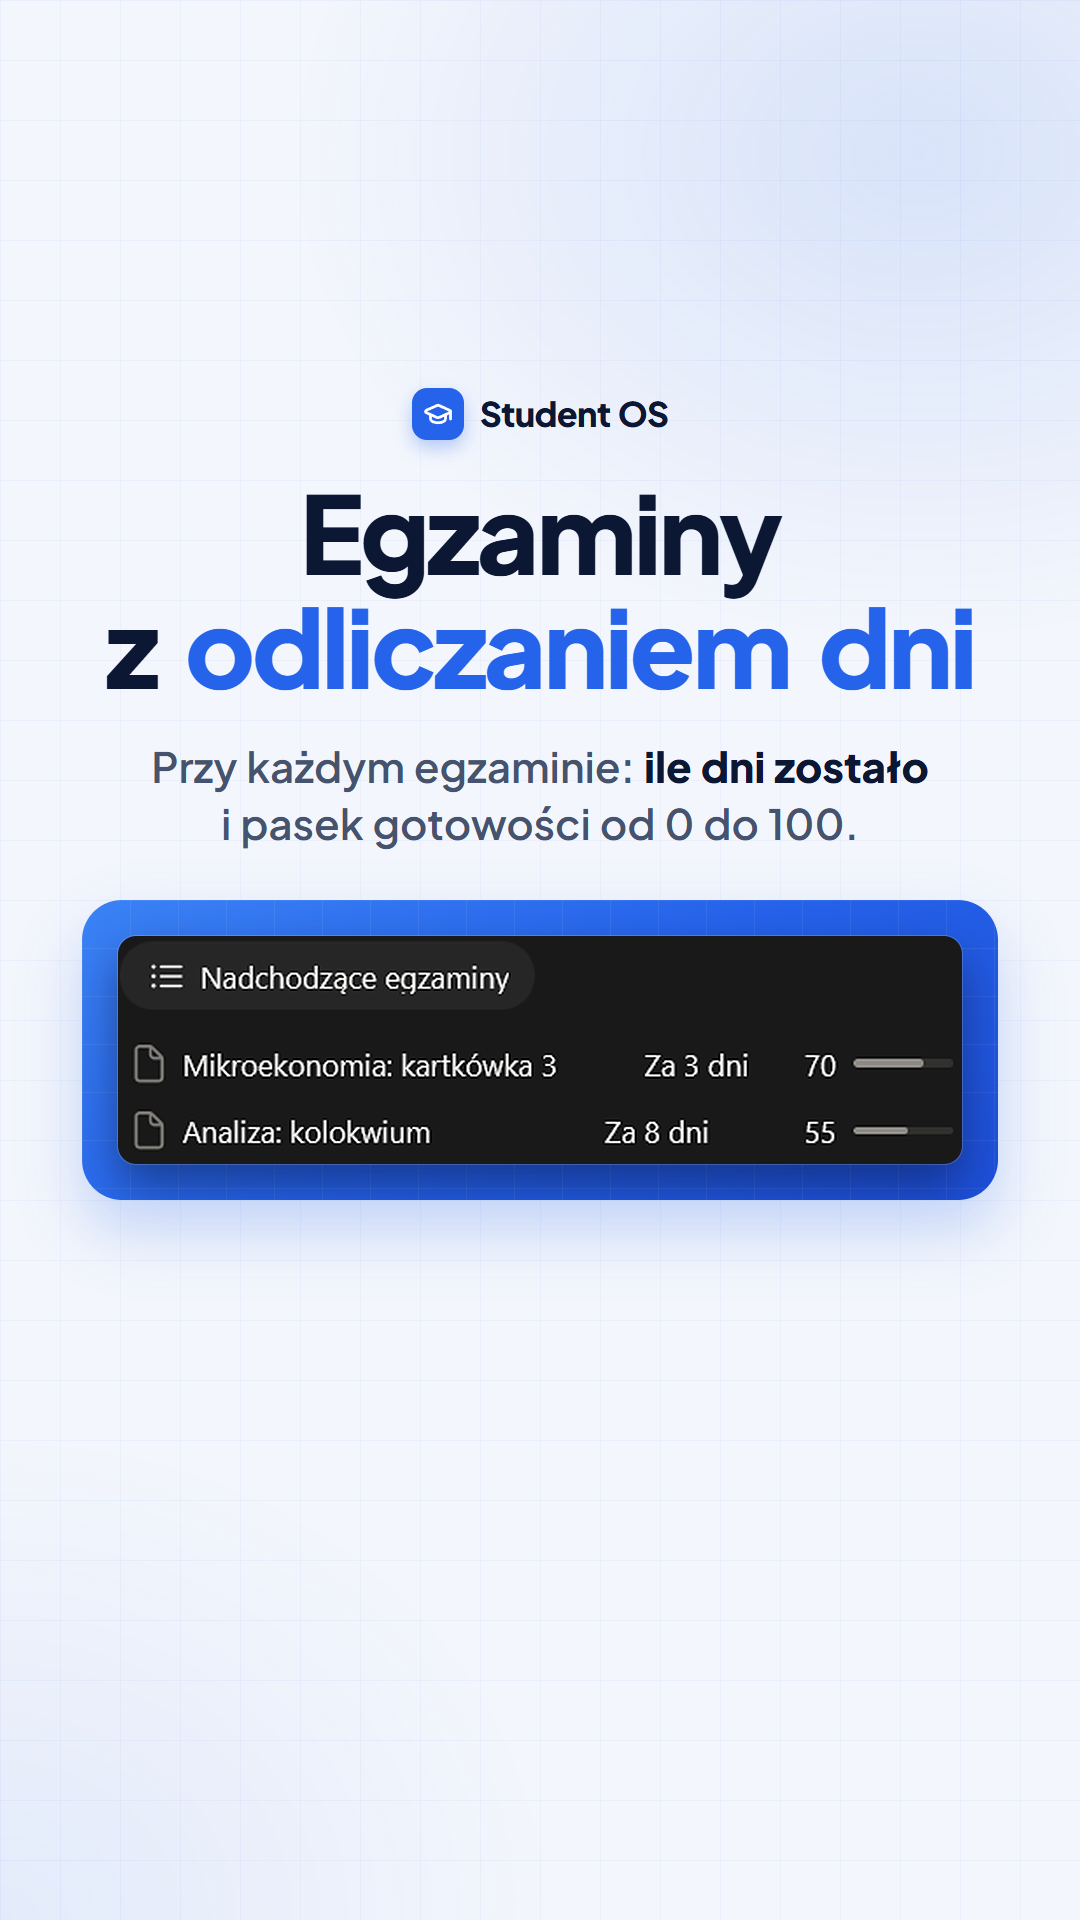 Student OS
Egzaminy
z odliczaniem dni
Przy każdym egzaminie: ile dni zostało
i pasek gotowości od 0 do 100.
Nadchodzące egzaminy
Mikroekonomia: kartkówka 3 Za 3 dni 70
Analiza: kolokwium Za 8 dni 55